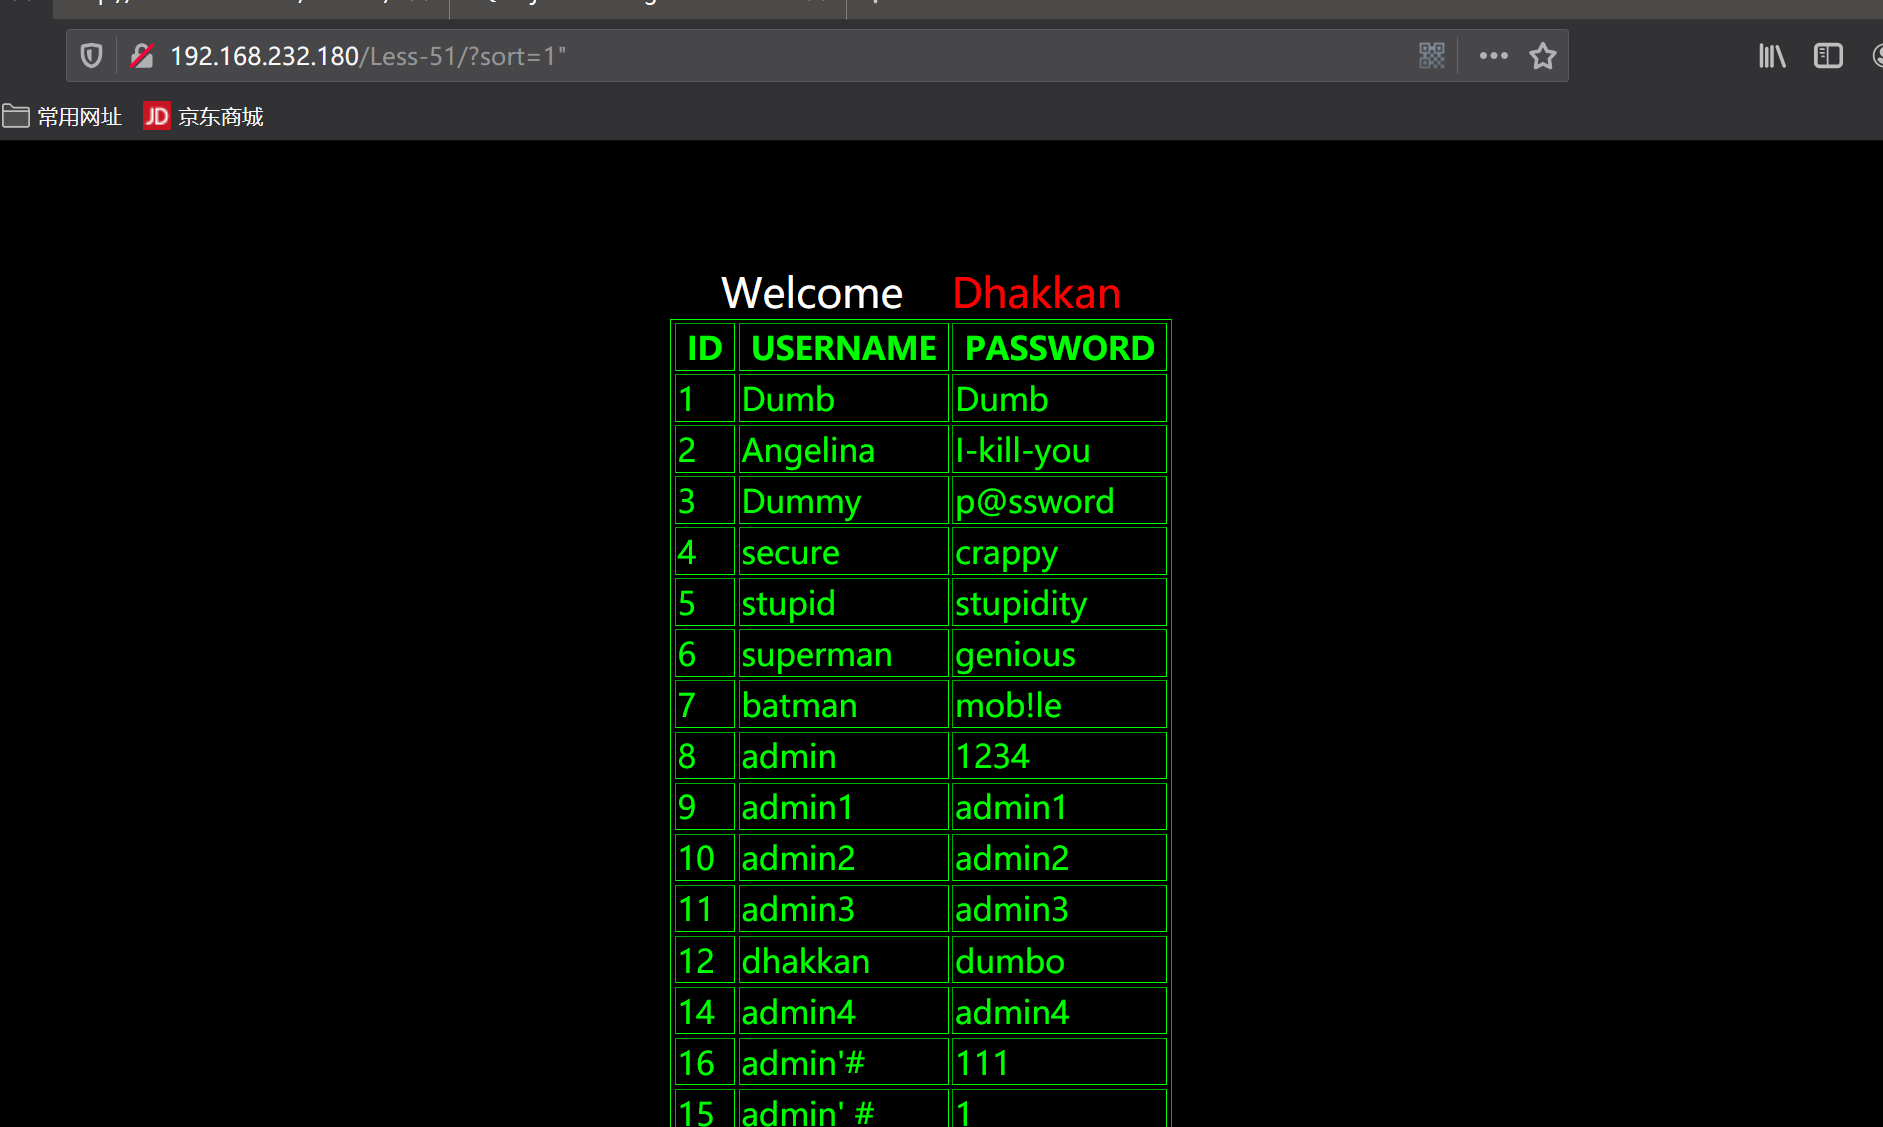 192.168.232.180/Less-51/?sort=1"
常用网址 JD 京东商城
Welcome Dhakkan
ID USERNAME PASSWORD
1 Dumb Dumb
2 Angelina I-kill-you
3 Dummy p@ssword
4 secure crappy
5 stupid stupidity
6 superman genious
7 batman mob!le
8 admin 1234
9 admin1 admin1
10 admin2 admin2
11 admin3 admin3
12 dhakkan dumbo
14 admin4 admin4
16 admin'# 111
15 admin' # 1